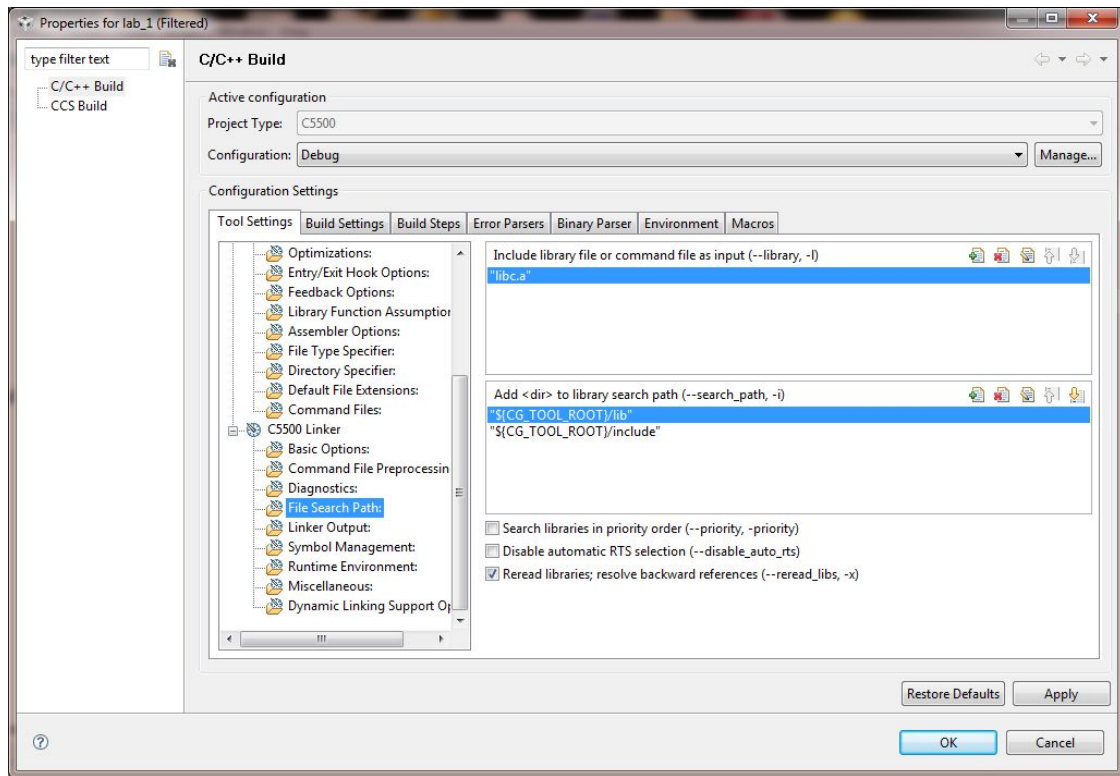 Properties for lab_1 (Filtered)
type filter text
C/C++ Build
CCS Build
C/C++ Build
Active configuration
Project Type: C5500
Configuration: Debug
Manage...
Configuration Settings
Tool Settings Build Settings Build Steps Error Parsers Binary Parser Environment Macros
Optimizations:
Entry/Exit Hook Options:
Feedback Options:
Library Function Assumption
Assembler Options:
File Type Specifier:
Directory Specifier:
Default File Extensions:
Command Files:
C5500 Linker
Basic Options:
Command File Preprocessin
Diagnostics:
File Search Path:
Linker Output:
Symbol Management:
Runtime Environment:
Miscellaneous:
Dynamic Linking Support Op
Include library file or command file as input (--library, -l)
"libc.a"
Add <dir> to library search path (--search_path, -i)
"${CG_TOOL_ROOT}/lib"
"${CG_TOOL_ROOT}/include"
Search libraries in priority order (--priority, -priority)
Disable automatic RTS selection (--disable_auto_rts)
Reread libraries; resolve backward references (--reread_libs, -x)
Restore Defaults
Apply
OK
Cancel